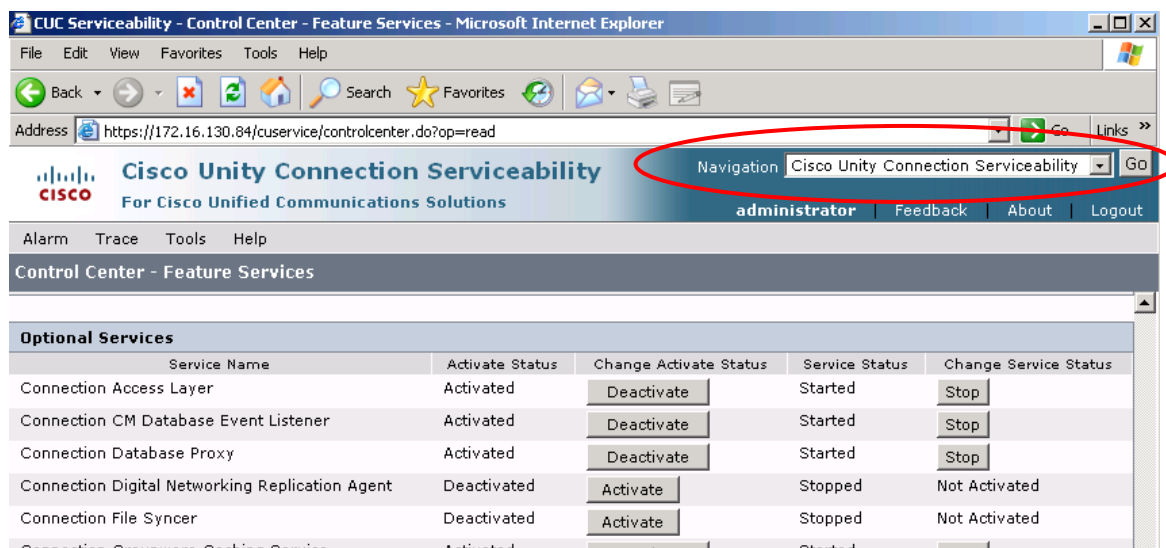 CUC Serviceability - Control Center - Feature Services - Microsoft Internet Explorer
File Edit View Favorites Tools Help
Back Search Favorites
Address https://172.16.130.84/cuservice/controlcenter.do?op=read Go Links »
CISCO
Cisco Unity Connection Serviceability
For Cisco Unified Communications Solutions
Navigation Cisco Unity Connection Serviceability Go
administrator | Feedback | About | Logout
Alarm Trace Tools Help
Control Center - Feature Services
Optional Services
Service Name Activate Status Change Activate Status Service Status Change Service Status
Connection Access Layer Activated Deactivate Started Stop
Connection CM Database Event Listener Activated Deactivate Started Stop
Connection Database Proxy Activated Deactivate Started Stop
Connection Digital Networking Replication Agent Deactivated Activate Stopped Not Activated
Connection File Syncer Deactivated Activate Stopped Not Activated